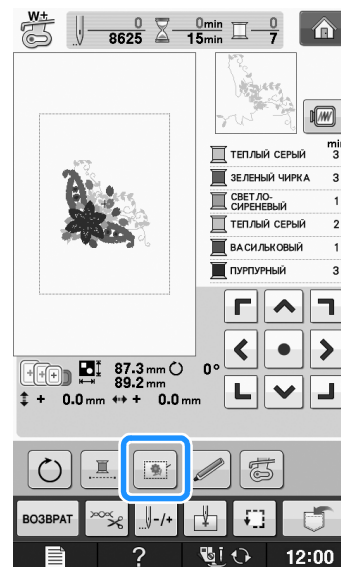 W+
0
8625
0min
15min
0
7
mi
ТЕПЛЫЙ СЕРЫЙ 3
ЗЕЛЕНЫЙ ЧИРКА 3
СВЕТЛО-
СИРЕНЕВЫЙ 1
ТЕПЛЫЙ СЕРЫЙ 2
ВАСИЛЬКОВЫЙ 1
ПУРПУРНЫЙ 3
87.3 mm 0°
89.2 mm
+ 0.0 mm + 0.0 mm
ВОЗВРАТ -/+
? 12:00